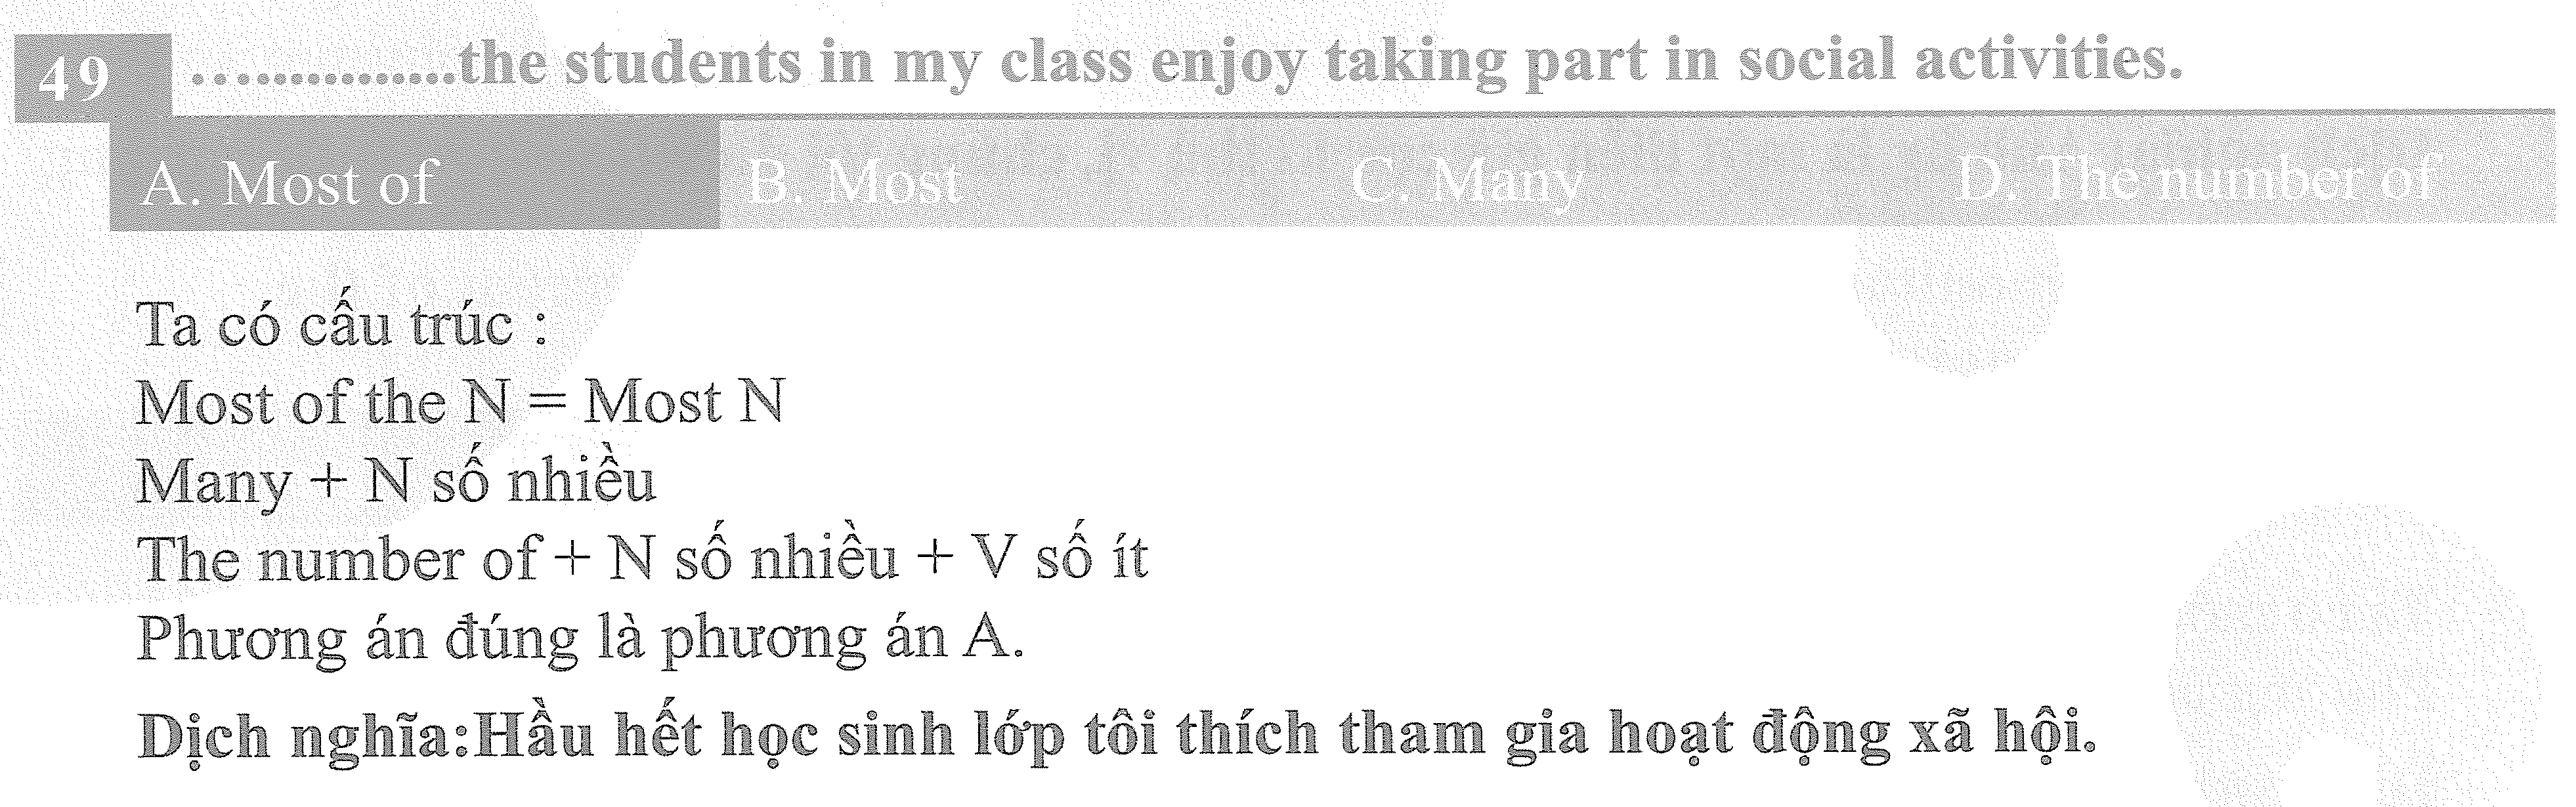 49 ..............the students in my class enjoy taking part in social activities.
A. Most of B. Most C. Many D. The number of
Ta có cấu trúc :
Most of the N = Most N
Many + N số nhiều
The number of + N số nhiều + V số ít
Phương án đúng là phương án A.
Dịch nghĩa:Hầu hết học sinh lớp tôi thích tham gia hoạt động xã hội.